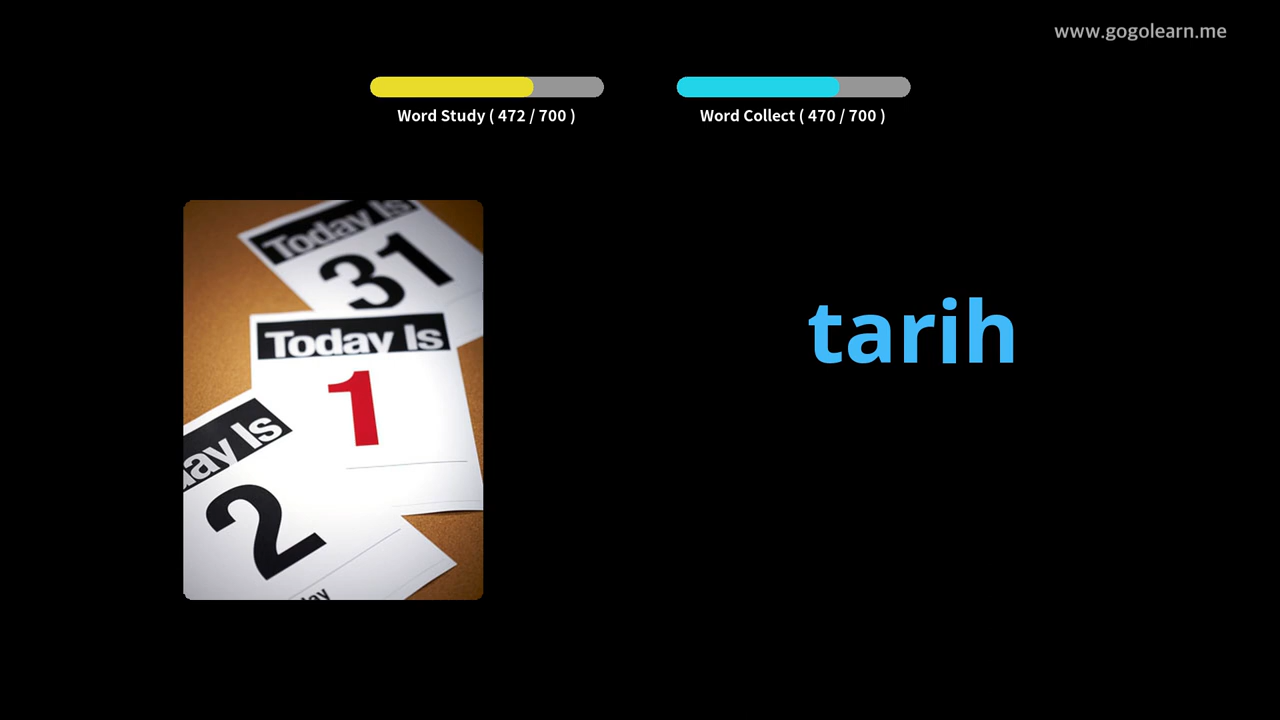 www.gogolearn.me
Word Study ( 472 / 700 )
Word Collect ( 470 / 700 )
Today Is
31
Today Is
1
ay Is
2
tarih